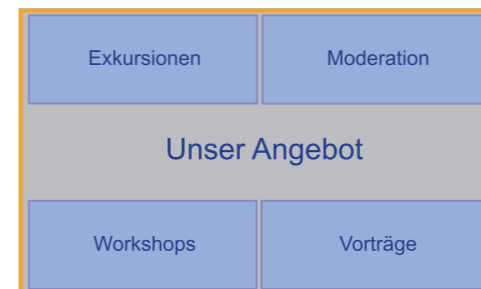 Exkursionen
Moderation
Unser Angebot
Workshops
Vorträge